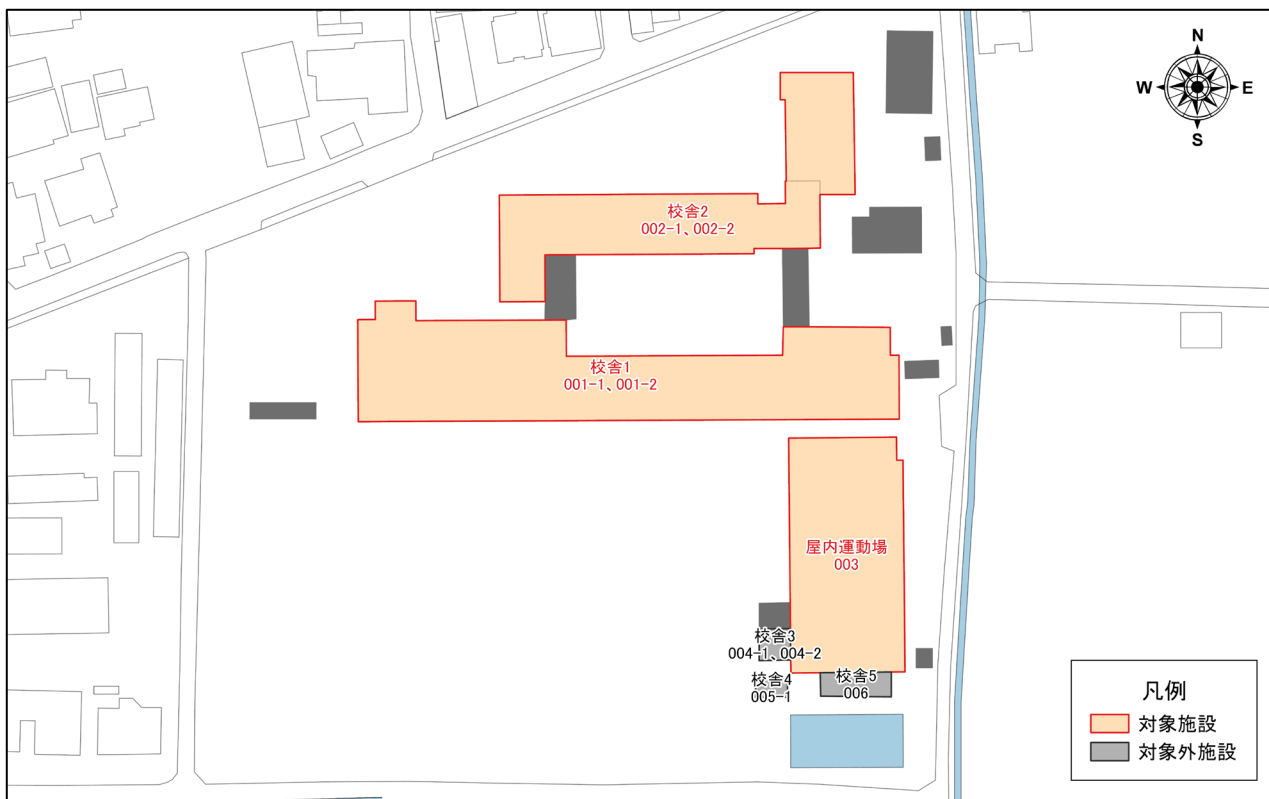 N
W
E
S
校舎2
002-1、002-2
校舎1
001-1、001-2
屋内運動場
003
校舎3
004-1、004-2
校舎4
005-1
校舎5
006
凡例
対象施設
対象外施設